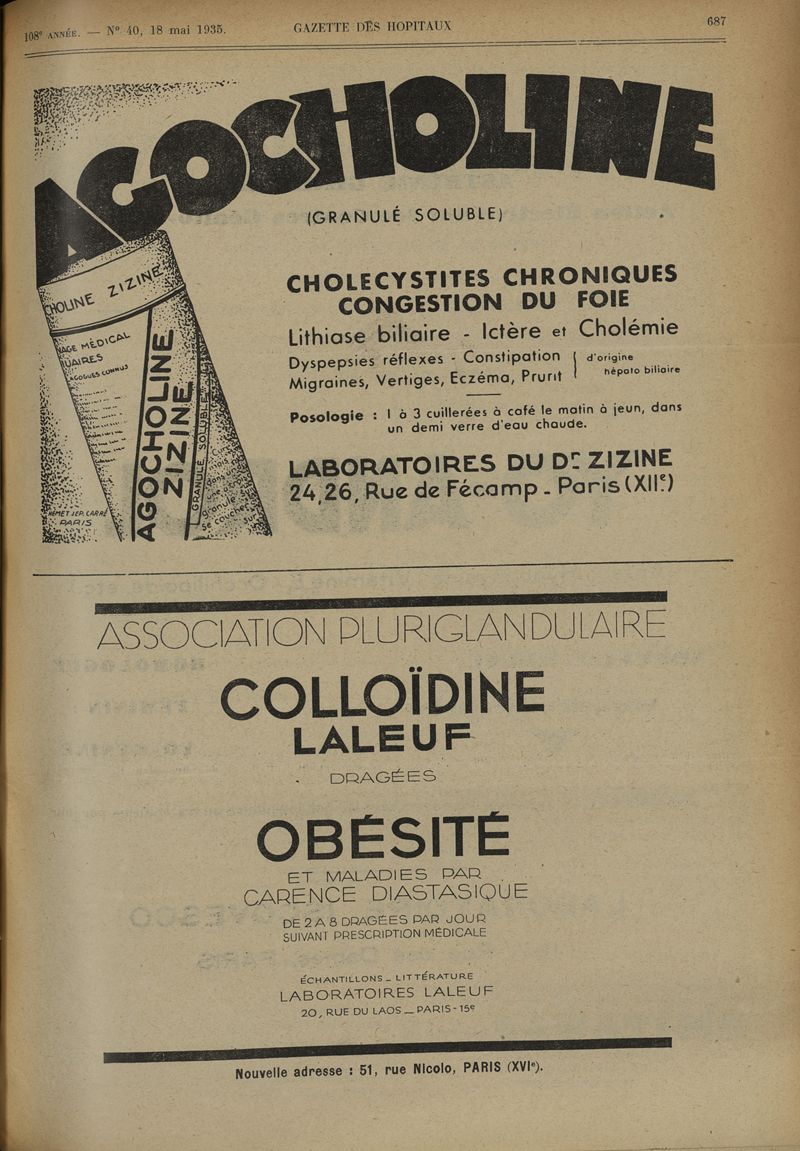 108e ANNÉE. — No 40, 18 mai 1935.
GAZETTE DES HOPITAUX
687
AGOCHOLINE
(GRANULÉ SOLUBLE)
CHOLECYSTITES CHRONIQUES
CONGESTION DU FOIE
Lithiase biliaire - Ictère et Cholémie
Dyspepsies réflexes - Constipation
Migraines, Vertiges, Eczéma, Prurit
d'origine
hépato biliaire
Posologie : 1 à 3 cuillerées à café le matin à jeun, dans
un demi verre d'eau chaude.
LABORATOIRES DU Dr ZIZINE
24,26, Rue de Fécamp - Paris (XIIe)
CHOLINE ZIZINE
MÉDICAL
AGOCHOLINE
ZIZINE
GRANULÉ SOLUBLE
PARIS
ASSOCIATION PLURIGLANDULAIRE
COLLOÏDINE
LALEUF
DRAGÉES
OBÉSITÉ
ET MALADIES PAR
CARENCE DIASTASIQUE
DE 2 A 8 DRAGÉES PAR JOUR
SUIVANT PRESCRIPTION MÉDICALE
ÉCHANTILLONS _ LITTÉRATURE
LABORATOIRES LALEUF
20, RUE DU LAOS _ PARIS-15e
Nouvelle adresse : 51, rue Nicolo, PARIS (XVIe).